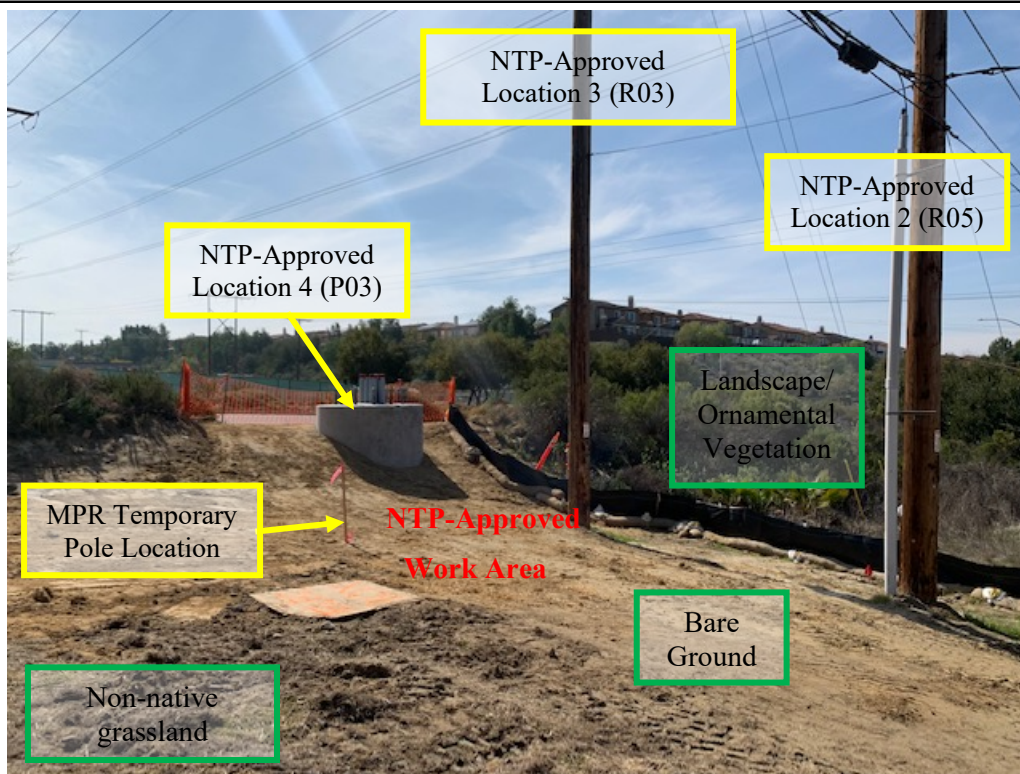 NTP-Approved
Location 3 (R03)
NTP-Approved
Location 2 (R05)
NTP-Approved
Location 4 (P03)
Landscape/
Ornamental
Vegetation
MPR Temporary
Pole Location
NTP-Approved
Work Area
Bare
Ground
Non-native
grassland